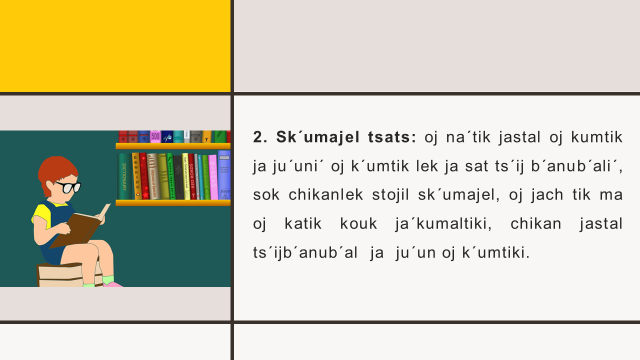 2. Sk´umajel tsats: oj na´tik jastal oj kumtik
ja ju´uni´ oj k´umtik lek ja sat ts´ij b´anub´ali´,
sok chikanlek stojil sk´umajel, oj jach tik ma
oj katik kouk ja´kumaltiki, chikan jastal
ts´ijb´anub´al ja ju´un oj k´umtiki.